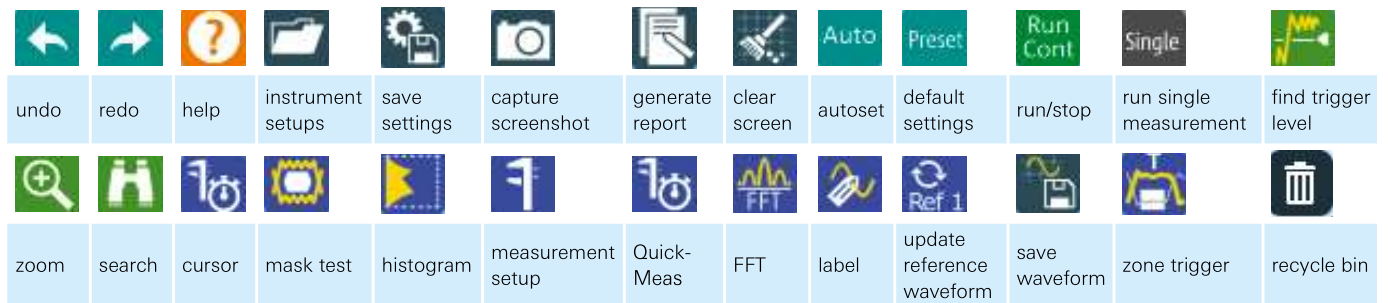 Auto Preset Run Single
Cont
undo redo help instrument save capture generate clear autoset default run/stop run single find trigger
setups settings screenshot report screen settings measurement level
FFT Ref 1 T
zoom search cursor mask test histogram measurement Quick- FFT label update save zone trigger recycle bin
setup Meas reference waveform
waveform